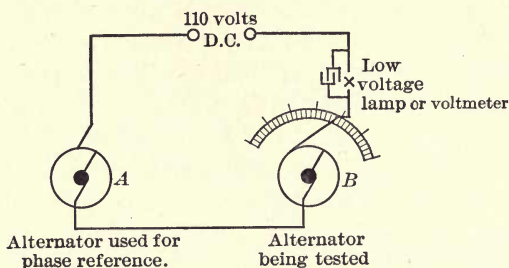 110 volts
D.C.
Low
voltage
lamp or voltmeter
A
B
Alternator used for
phase reference.
Alternator
being tested